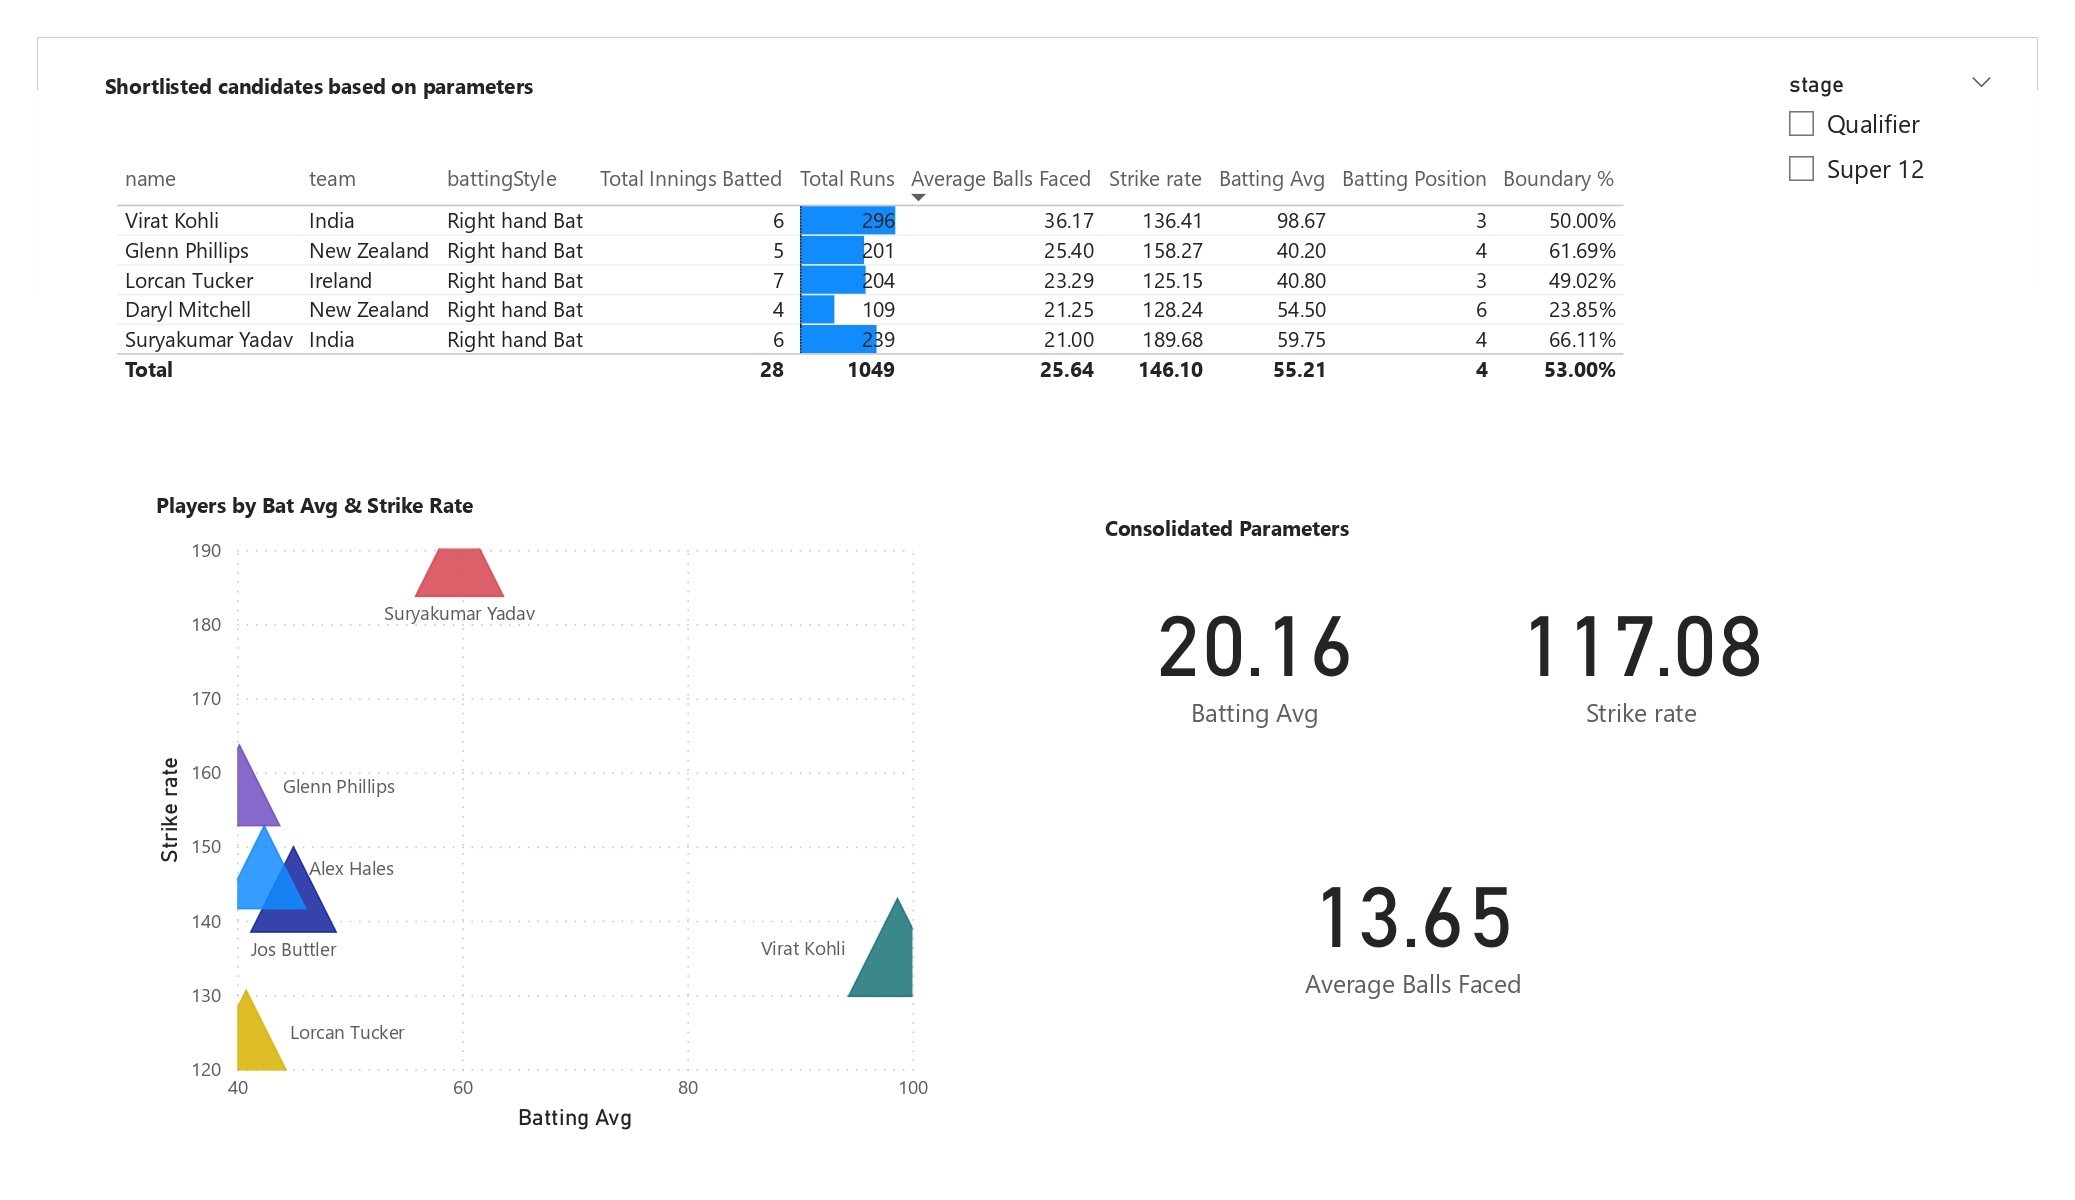 Shortlisted candidates based on parameters
stage
Qualifier
Super 12
name team battingStyle Total Innings Batted Total Runs Average Balls Faced Strike rate Batting Avg Batting Position Boundary %
Virat Kohli India Right hand Bat 6 296 36.17 136.41 98.67 3 50.00%
Glenn Phillips New Zealand Right hand Bat 5 201 25.40 158.27 40.20 4 61.69%
Lorcan Tucker Ireland Right hand Bat 7 204 23.29 125.15 40.80 3 49.02%
Daryl Mitchell New Zealand Right hand Bat 4 109 21.25 128.24 54.50 6 23.85%
Suryakumar Yadav India Right hand Bat 6 239 21.00 189.68 59.75 4 66.11%
Total 28 1049 25.64 146.10 55.21 4 53.00%
Players by Bat Avg & Strike Rate
190
180
170
160
150
140
130
120
Strike rate
Suryakumar Yadav
Glenn Phillips
Alex Hales
Jos Buttler
Virat Kohli
Lorcan Tucker
40 60 80 100
Batting Avg
Consolidated Parameters
20.16
Batting Avg
117.08
Strike rate
13.65
Average Balls Faced